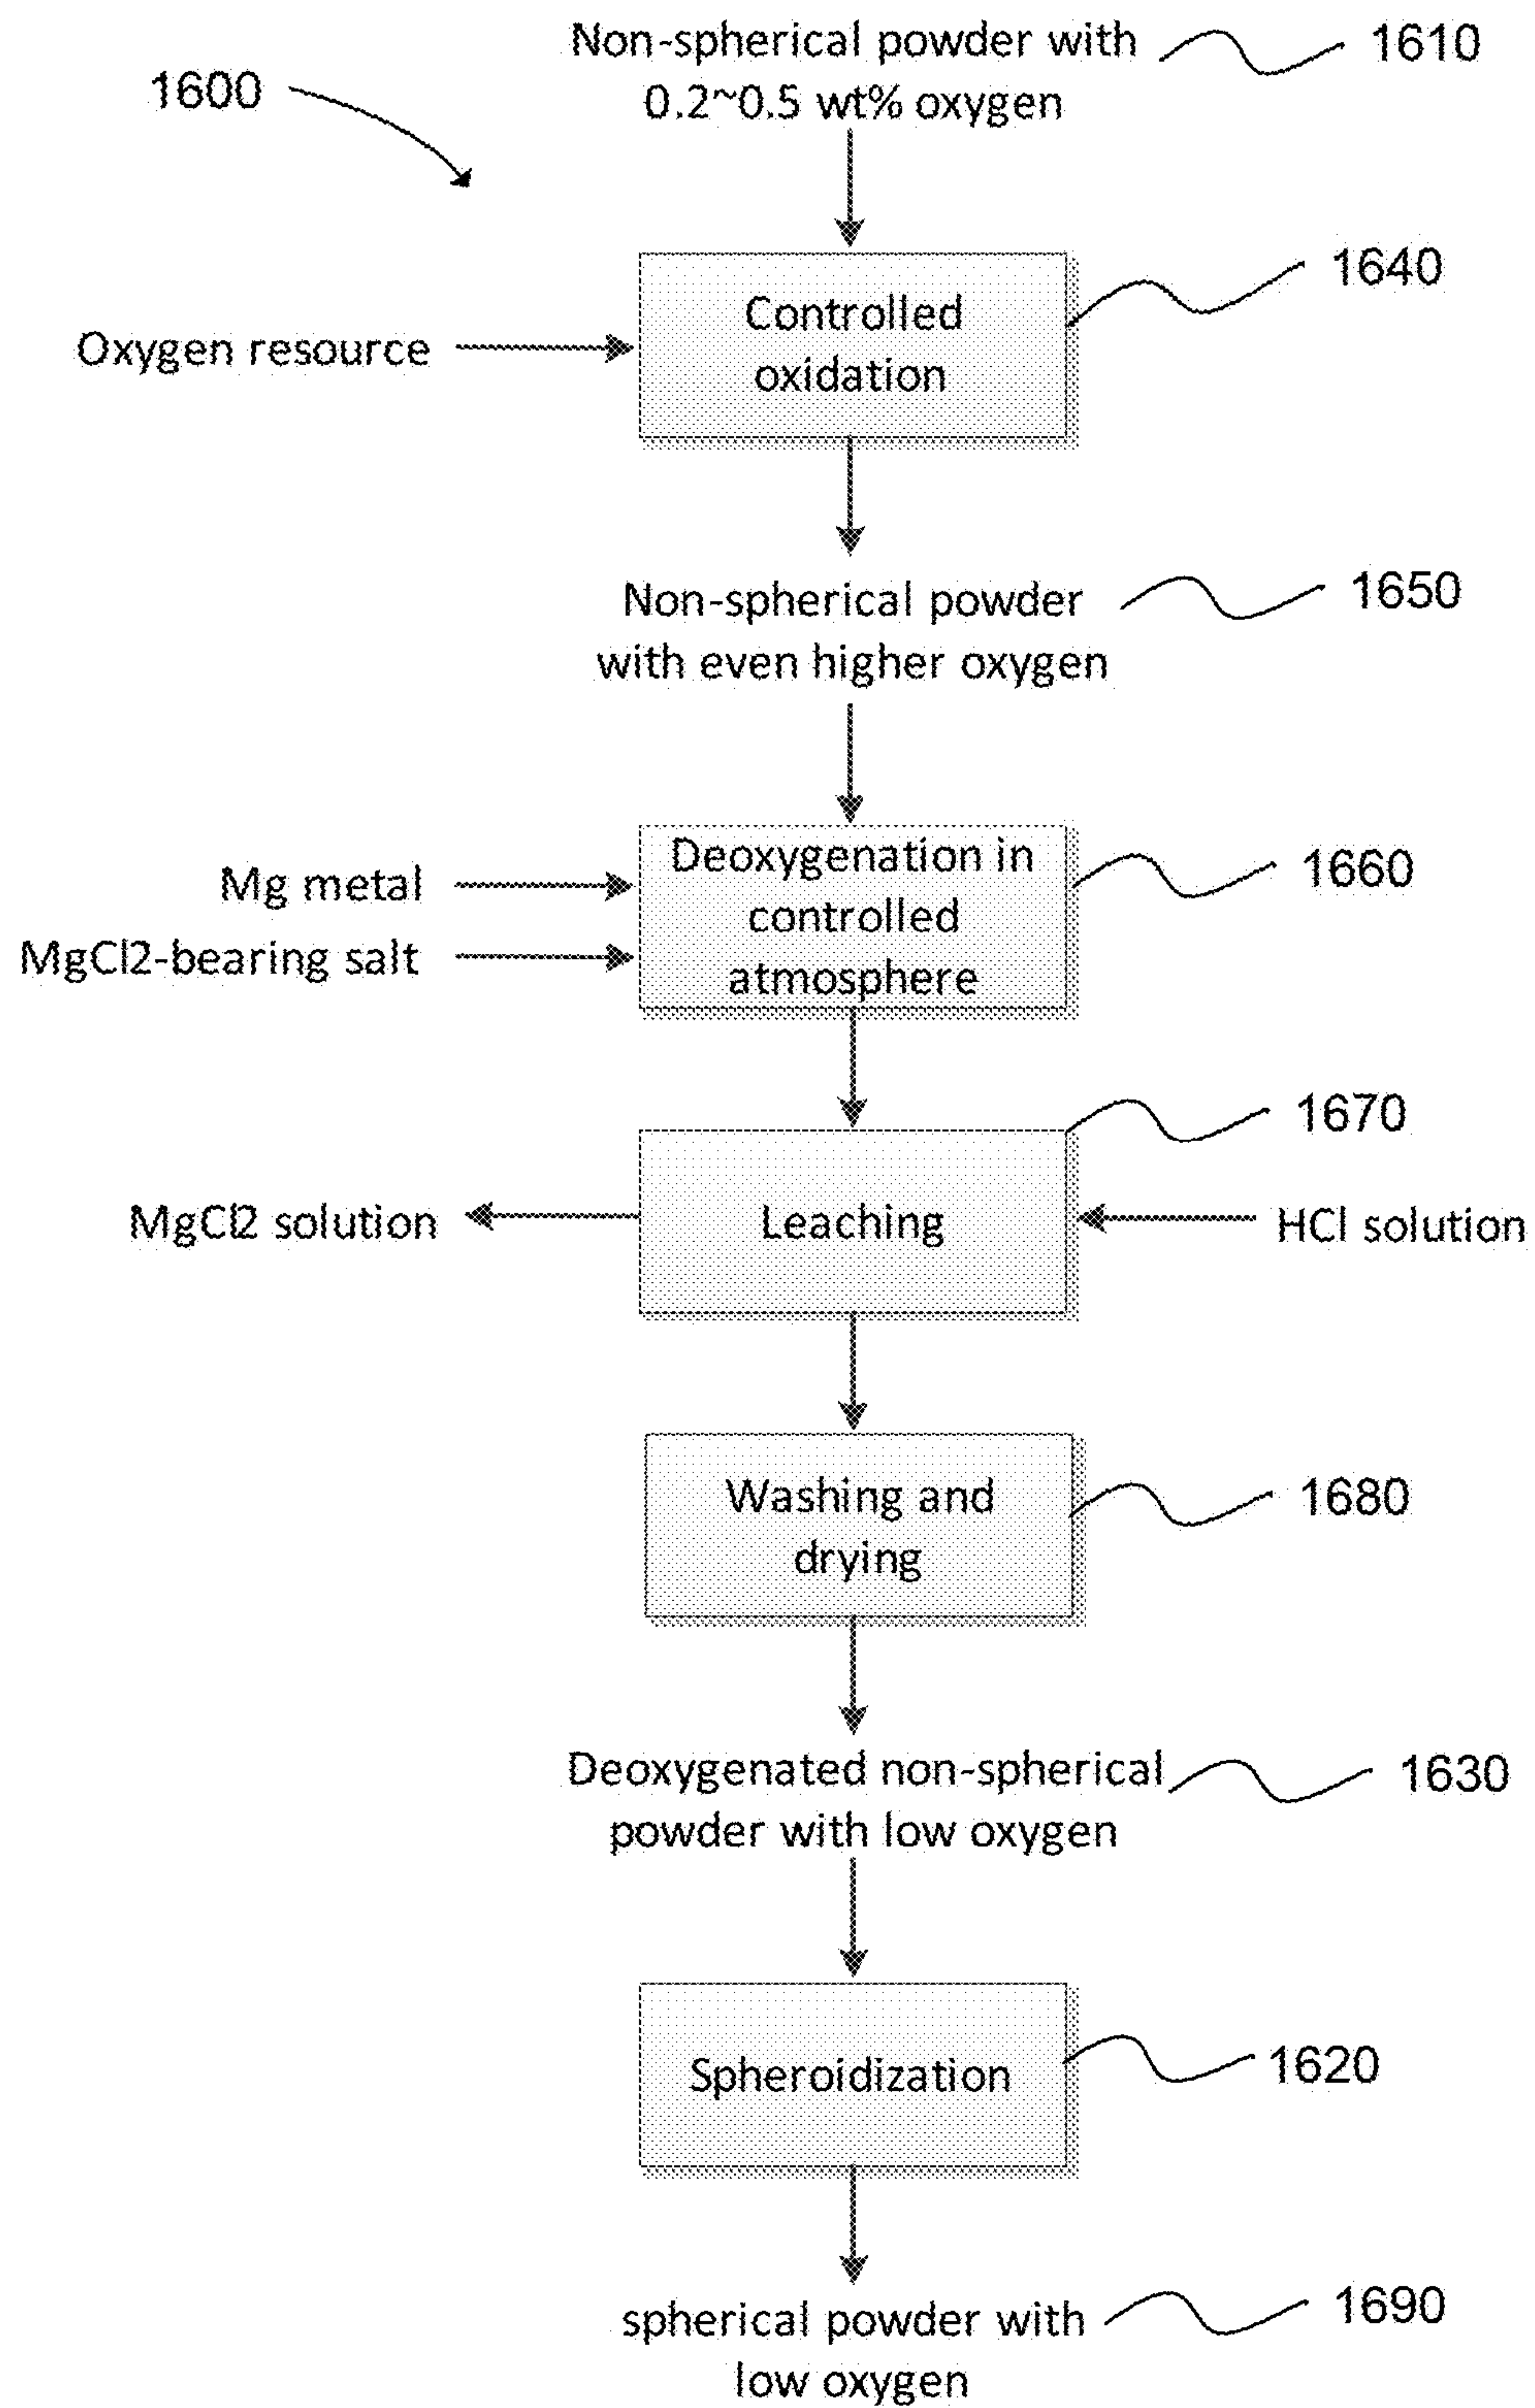 Non-spherical powder with
0.2~0.5 wt% oxygen
1610
1600
Controlled
oxidation
1640
Oxygen resource
Non-spherical powder
with even higher oxygen
1650
Deoxygenation in
controlled
atmosphere
1660
Mg metal
MgCl2-bearing salt
1670
Leaching
MgCl2 solution
HCl solution
Washing and
drying
1680
Deoxygenated non-spherical
powder with low oxygen
1630
Spheroidization
1620
spherical powder with
low oxygen
1690